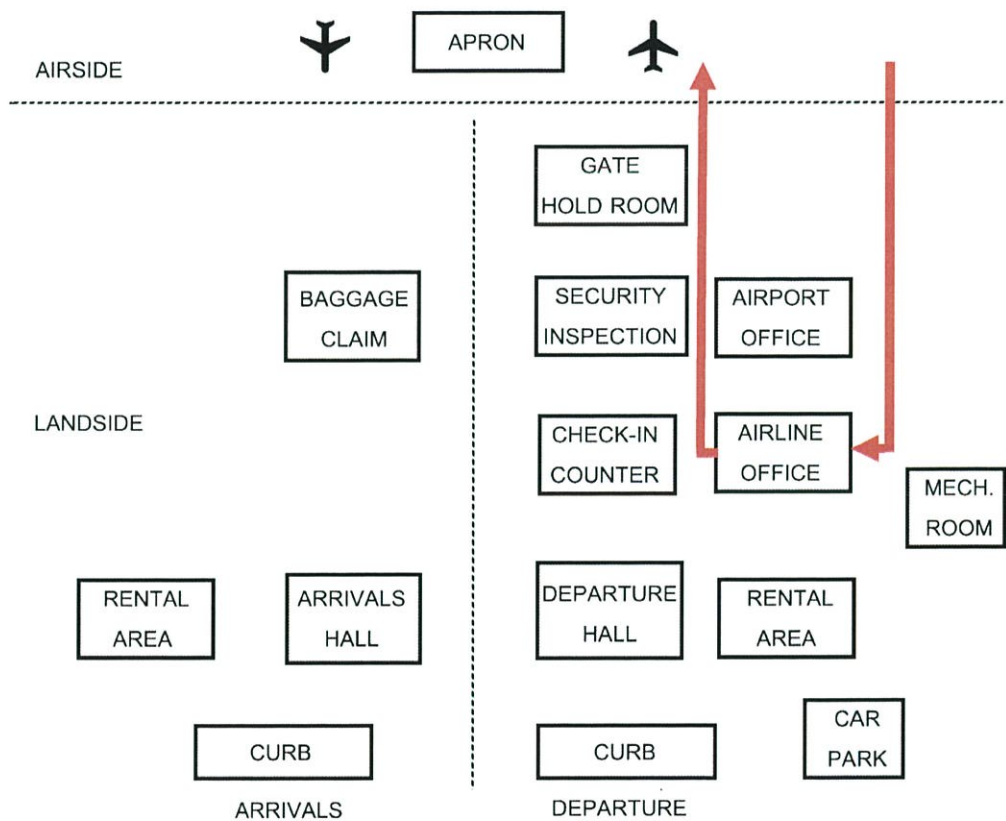 APRON
AIRSIDE
GATE
HOLD ROOM
BAGGAGE
CLAIM
SECURITY
INSPECTION
AIRPORT
OFFICE
LANDSIDE
CHECK-IN
COUNTER
AIRLINE
OFFICE
MECH.
ROOM
RENTAL
AREA
ARRIVALS
HALL
DEPARTURE
HALL
RENTAL
AREA
CURB
CURB
CAR
PARK
ARRIVALS
DEPARTURE